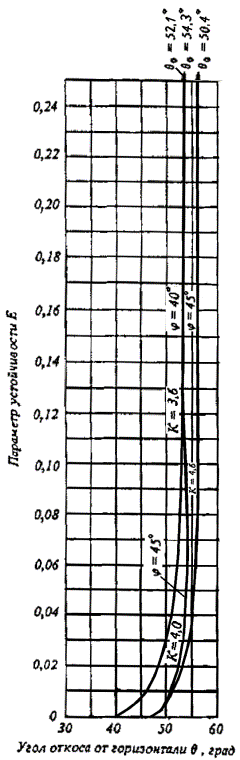 θ₀ = 52,1°
θ₀ = 54,3°
θ₀ = 50,4°
0,24
0,22
0,20
0,18
0,16
0,14
0,12
0,10
0,08
0,06
0,04
0,02
0
Параметр устойчивости E
φ = 40°
φ = 45°
K = 3,6
K = 4,6
φ = 45°
K = 4,0
30 40 50 60
Угол откоса от горизонтали θ, град